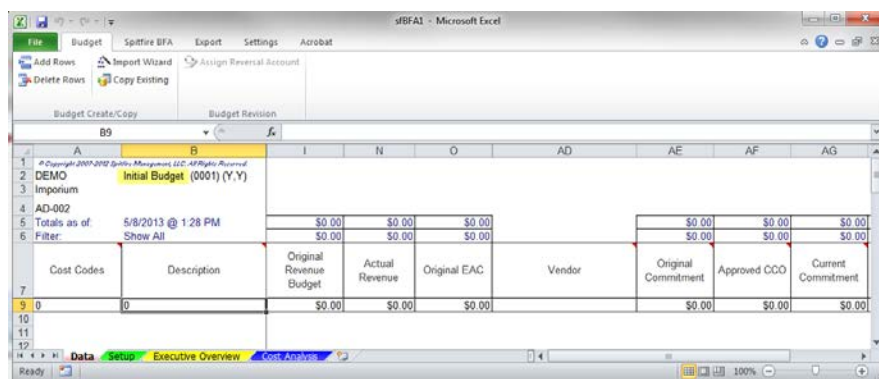 sfBFA1 - Microsoft Excel
File Budget Spitfire BFA Export Settings Acrobat
Add Rows Import Wizard Assign Reversal Account
Delete Rows Copy Existing
Budget Create/Copy Budget Revision
B9 fx
A B I N O AD AE AF AG
1 © Copyright 2007-2012 Spitfire Management, LLC. All Rights Reserved.
2 DEMO Initial Budget (0001) (Y,Y)
3 Imporium
4 AD-002
5 Totals as of: 5/8/2013 @ 1:28 PM $0.00 $0.00 $0.00 $0.00 $0.00 $0.00
6 Filter: Show All $0.00 $0.00 $0.00 $0.00 $0.00 $0.00
7 Cost Codes Description Original Revenue Budget Actual Revenue Original EAC Vendor Original Commitment Approved CCO Current Commitment
9 0 0 $0.00 $0.00 $0.00 $0.00 $0.00 $0.00
10
11
12
Data Setup Executive Overview Cost Analysis
Ready 100%